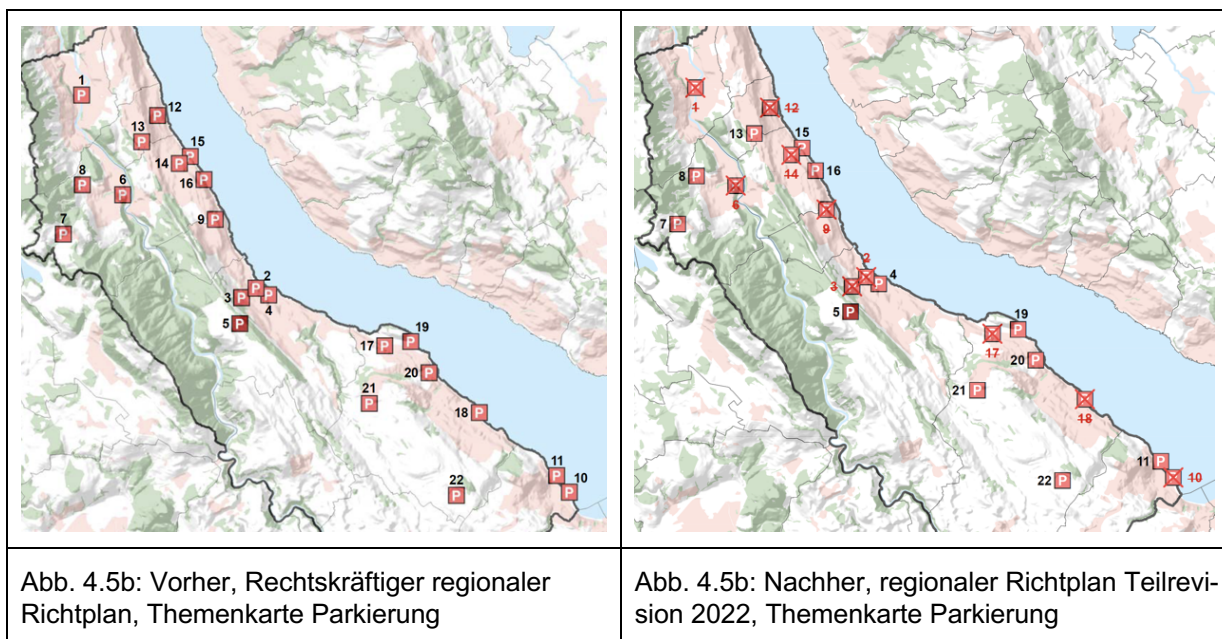 1
P
12
P
13
P
15
P
14
P
16
P
8
P
6
P
7
P
9
P
2
P
3
P
4
P
5
P
19
P
17
P
20
P
21
P
18
P
11
P
10
P
22
P
1
12
13
P
15
P
14
16
P
8
P
6
7
P
9
2
3
4
P
5
P
19
P
17
20
P
21
P
18
11
P
10
22
P
Abb. 4.5b: Vorher, Rechtskräftiger regionaler
Richtplan, Themenkarte Parkierung
Abb. 4.5b: Nachher, regionaler Richtplan Teilrevi-
sion 2022, Themenkarte Parkierung